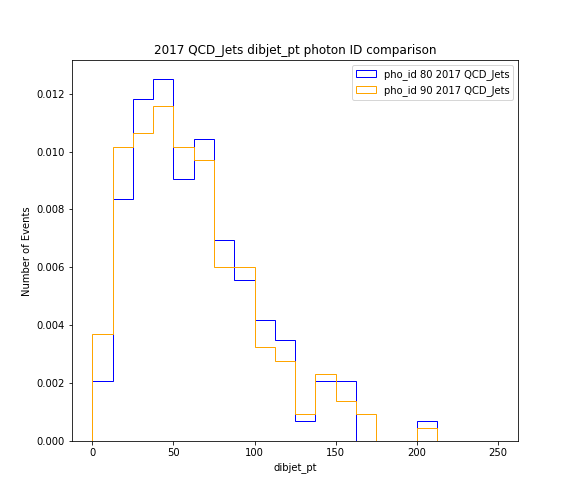 2017 QCD_Jets dibjet_pt photon ID comparison
pho_id 80 2017 QCD_Jets
pho_id 90 2017 QCD_Jets
Number of Events
0.012
0.010
0.008
0.006
0.004
0.002
0.000
0 50 100 150 200 250
dibjet_pt